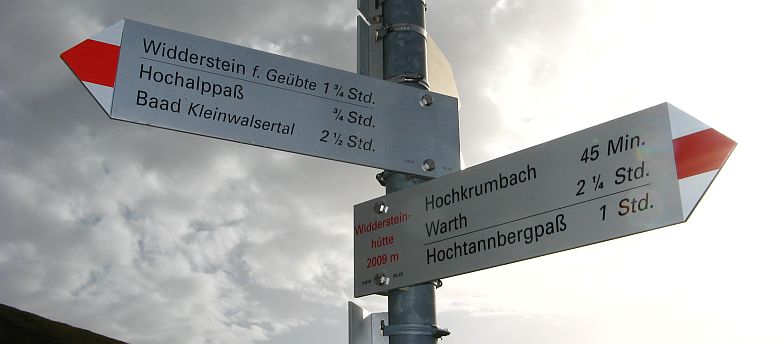 Widderstein f. Geübte 1 ¾ Std.
Hochalppaß ¾ Std.
Baad Kleinwalsertal 2 ½ Std.
Widderstein-
hütte
2009 m
Hochkrumbach 45 Min.
Warth 2 ¼ Std.
Hochtannbergpaß 1 Std.